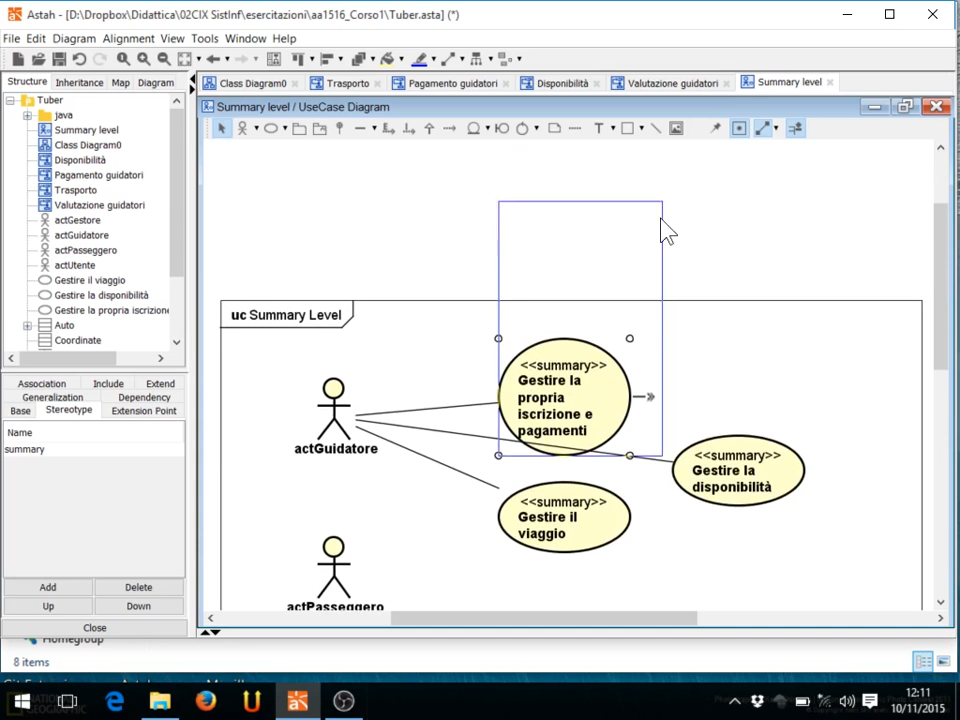 Astah - [D:\Dropbox\Didattica\02CIX SistInf\esercitazioni\aa1516_Corso1\Tuber.asta] (*)
File Edit Diagram Alignment View Tools Window Help
Structure Inheritance Map Diagram
Class Diagram0 Trasporto Pagamento guidatori Disponibilità Valutazione guidatori Summary level
Summary level / UseCase Diagram
Tuber
java
Summary level
Class Diagram0
Disponibilità
Pagamento guidatori
Trasporto
Valutazione guidatori
actGestore
actGuidatore
actPasseggero
actUtente
Gestire il viaggio
Gestire la disponibilità
Gestire la propria iscrizione
Auto
Coordinate
Association Include Extend
Generalization Dependency
Base Stereotype Extension Point
Name
summary
Add Delete
Up Down
Close
uc Summary Level
<<summary>>
Gestire la
propria
iscrizione e
pagamenti
actGuidatore
<<summary>>
Gestire la
disponibilità
<<summary>>
Gestire il
viaggio
actPasseggero
Homegroup
8 items
12:11
10/11/2015